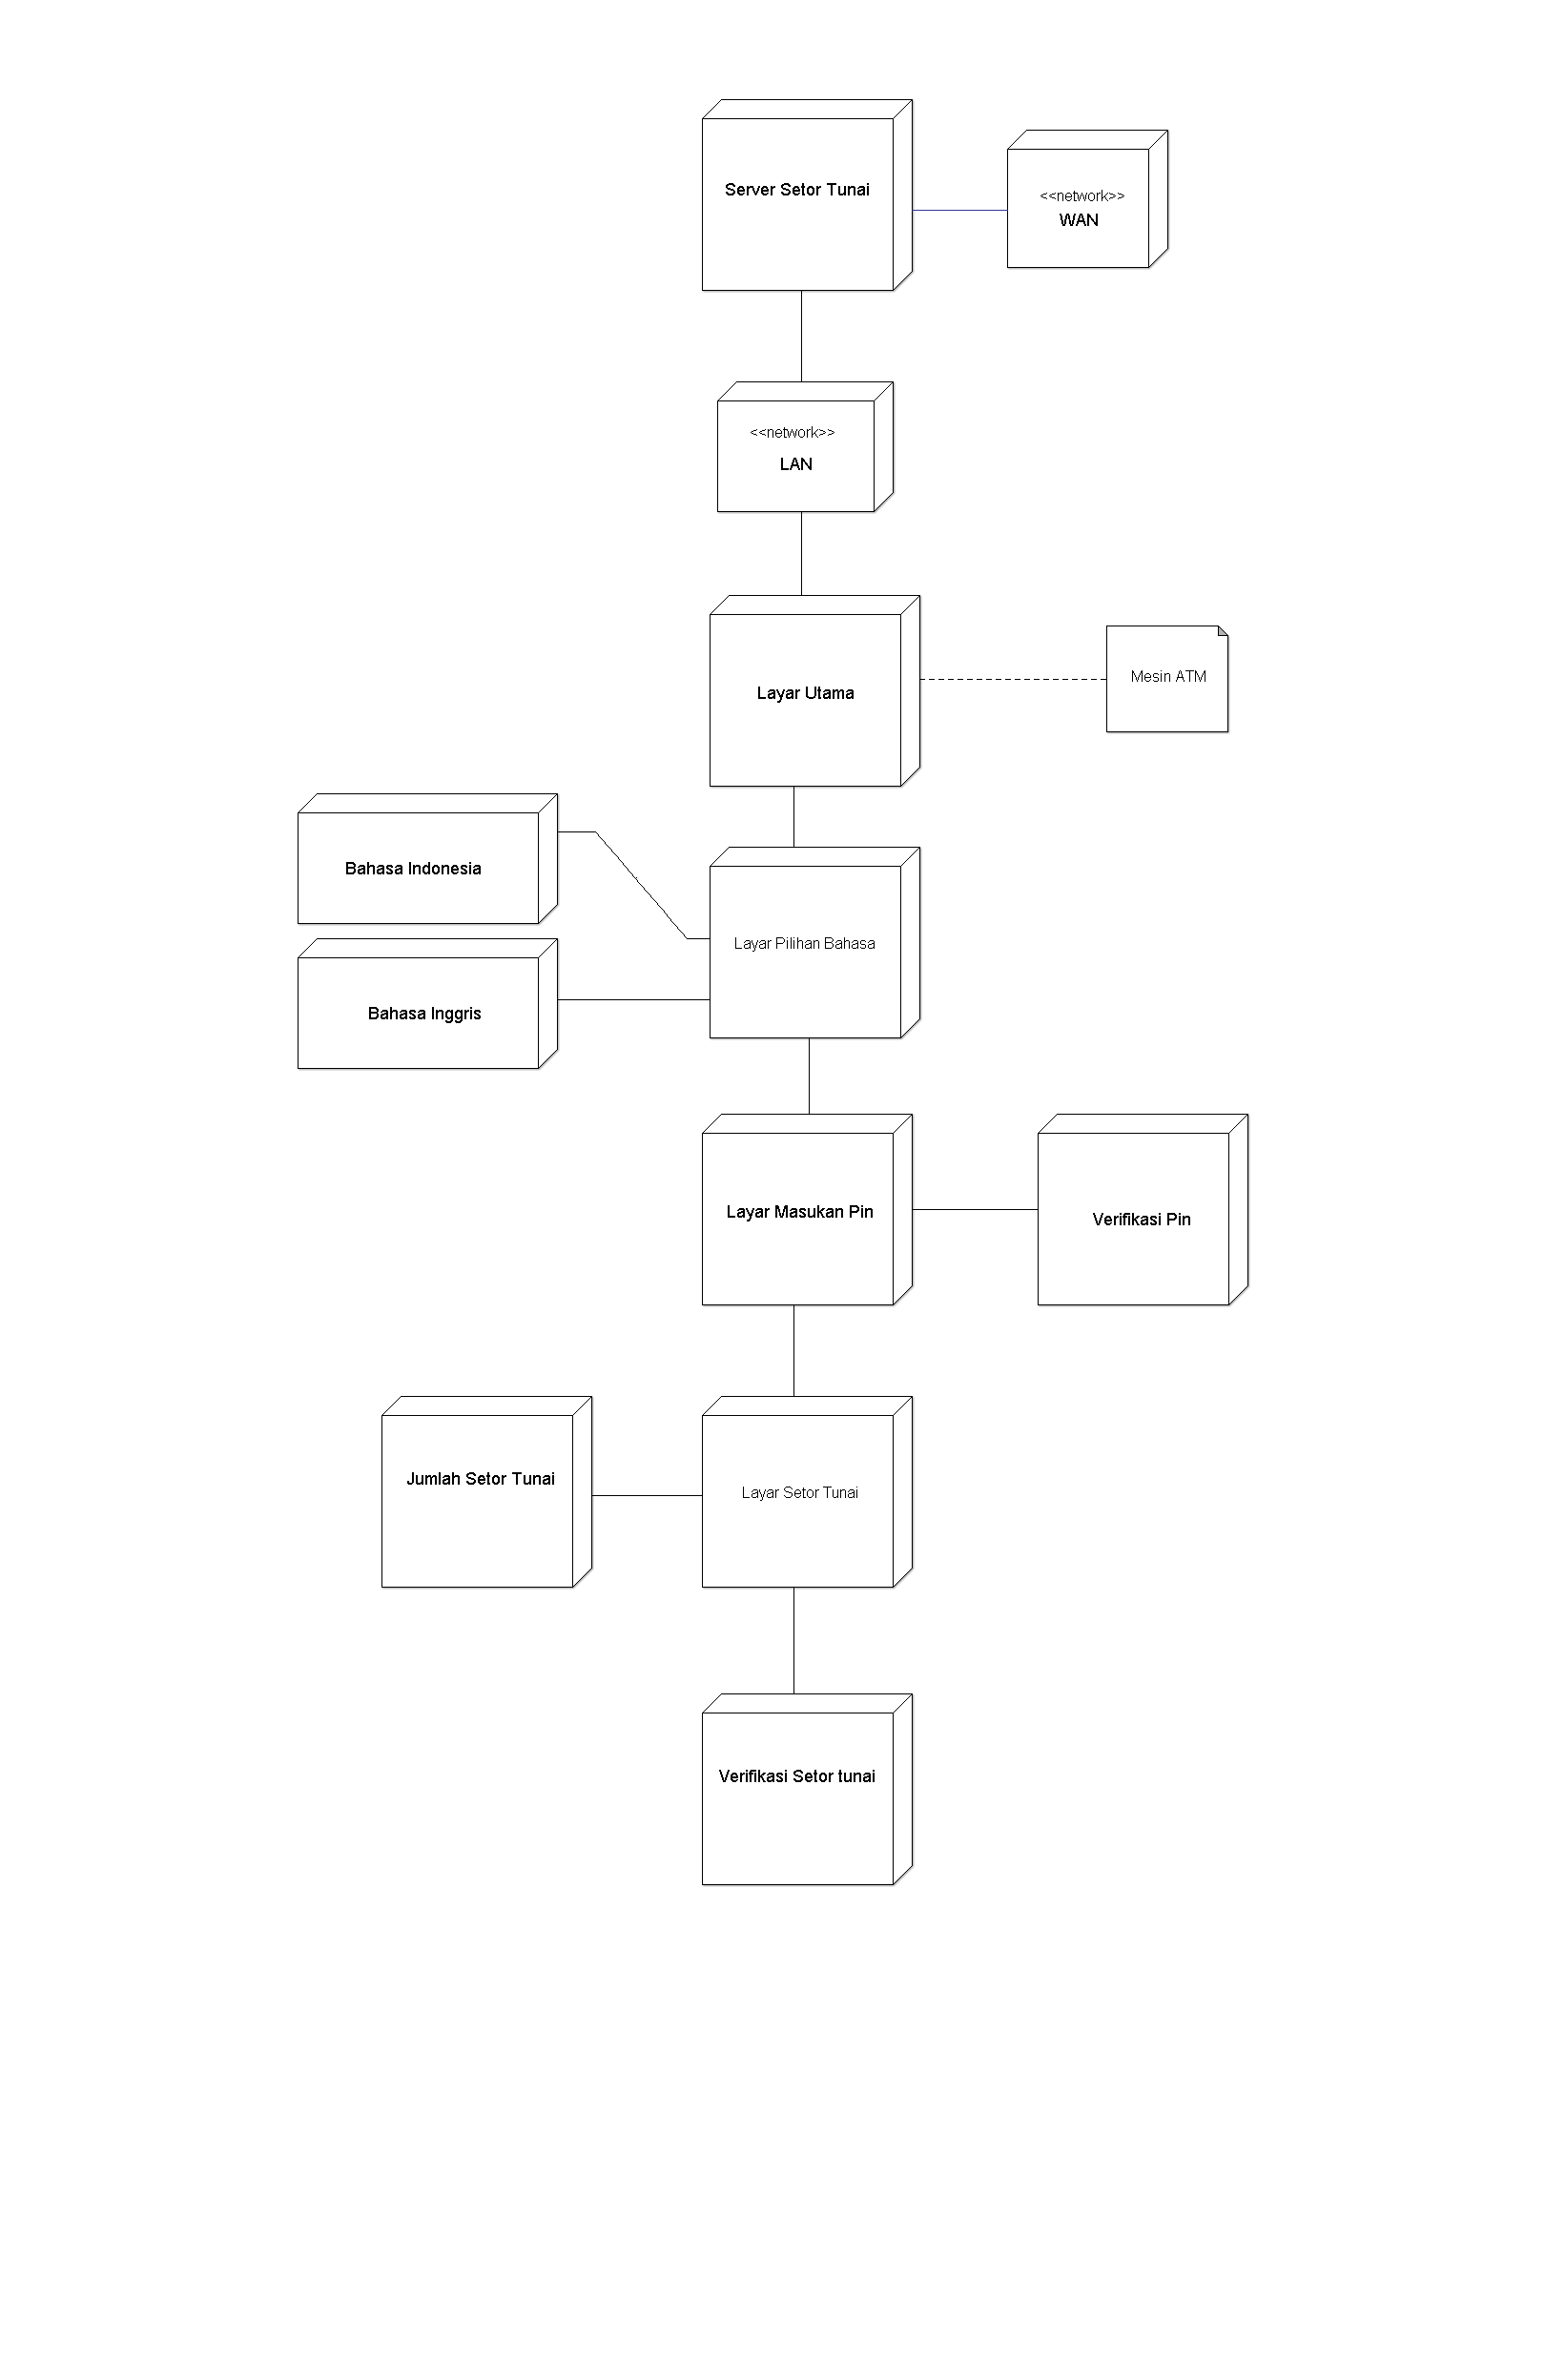 Server Setor Tunai
<<network>>
WAN
<<network>>
LAN
Layar Utama
Mesin ATM
Bahasa Indonesia
Layar Pilihan Bahasa
Bahasa Inggris
Layar Masukan Pin
Verifikasi Pin
Jumlah Setor Tunai
Layar Setor Tunai
Verifikasi Setor tunai